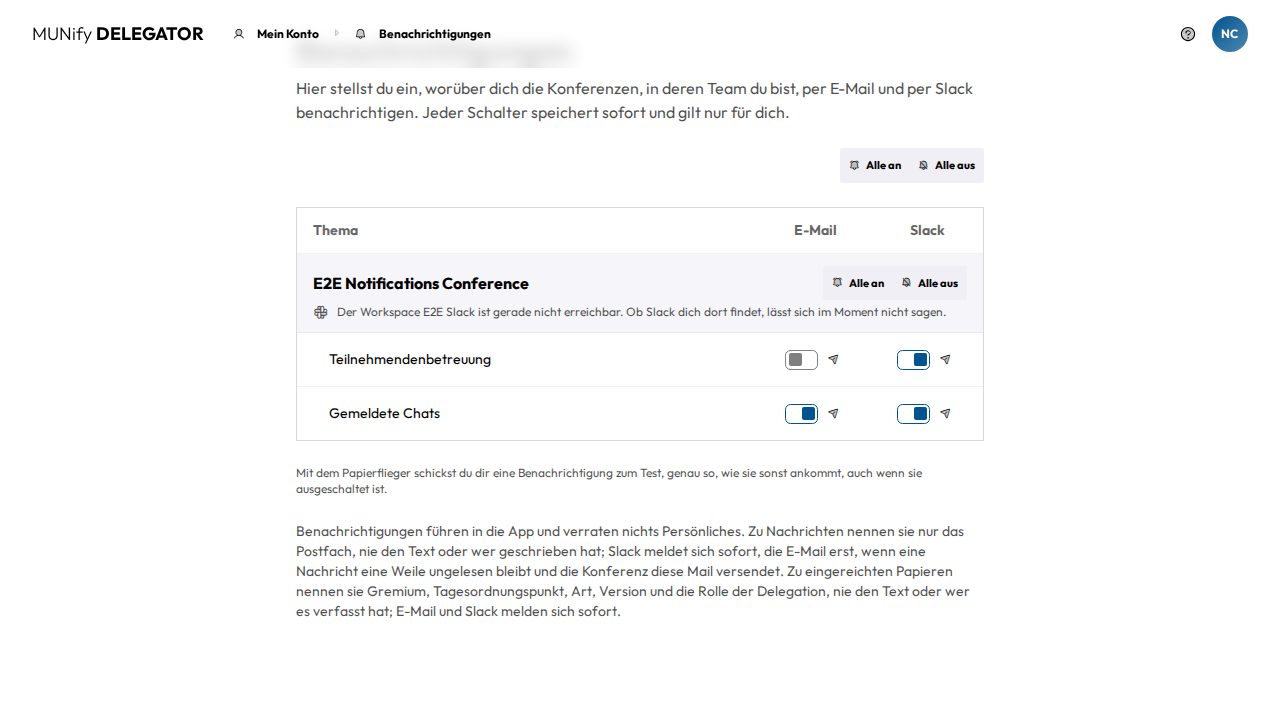 MUNify DELEGATOR
Mein Konto
Benachrichtigungen
NC
Hier stellst du ein, worüber dich die Konferenzen, in deren Team du bist, per E-Mail und per Slack
benachrichtigen. Jeder Schalter speichert sofort und gilt nur für dich.
Alle an
Alle aus
Thema
E-Mail
Slack
E2E Notifications Conference
Alle an
Alle aus
Der Workspace E2E Slack ist gerade nicht erreichbar. Ob Slack dich dort findet, lässt sich im Moment nicht sagen.
Teilnehmendenbetreuung
Gemeldete Chats
Mit dem Papierflieger schickst du dir eine Benachrichtigung zum Test, genau so, wie sie sonst ankommt, auch wenn sie
ausgeschaltet ist.
Benachrichtigungen führen in die App und verraten nichts Persönliches. Zu Nachrichten nennen sie nur das
Postfach, nie den Text oder wer geschrieben hat; Slack meldet sich sofort, die E-Mail erst, wenn eine
Nachricht eine Weile ungelesen bleibt und die Konferenz diese Mail versendet. Zu eingereichten Papieren
nennen sie Gremium, Tagesordnungspunkt, Art, Version und die Rolle der Delegation, nie den Text oder wer
es verfasst hat; E-Mail und Slack melden sich sofort.